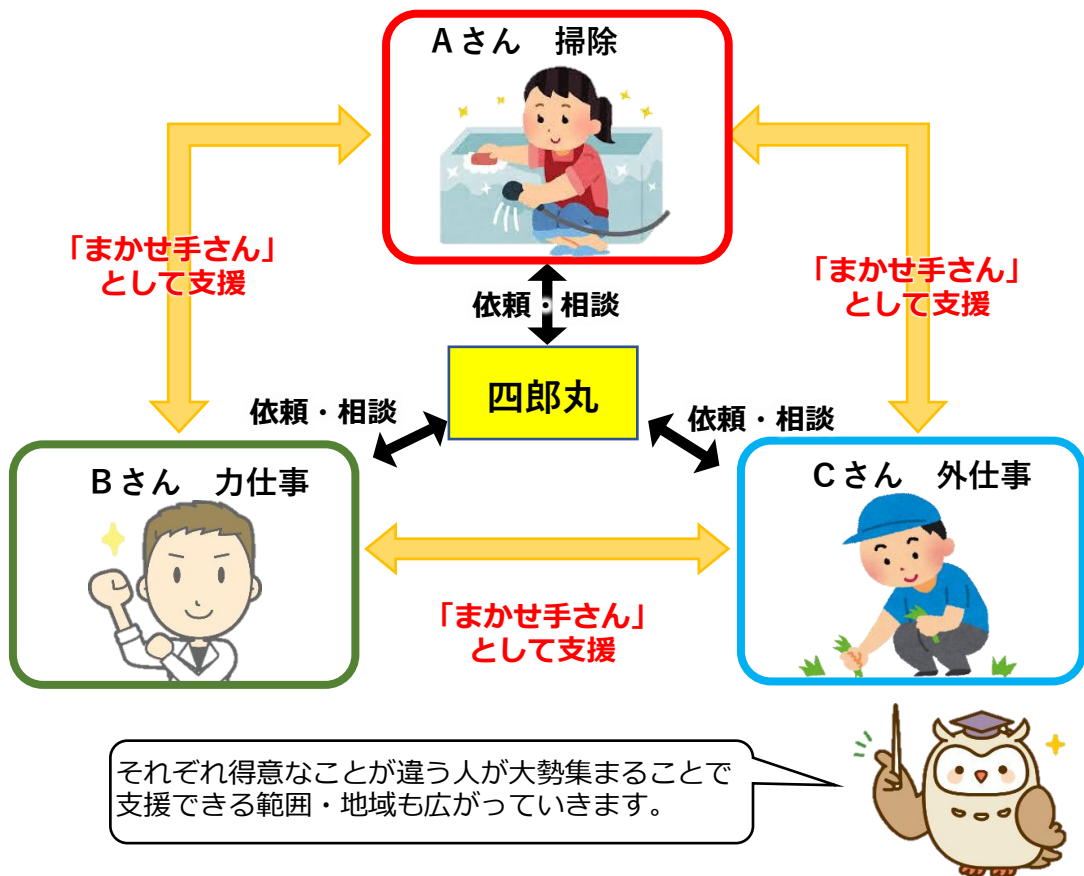 Aさん 掃除
「まかせ手さん」
として支援
「まかせ手さん」
として支援
依頼・相談
四郎丸
依頼・相談
依頼・相談
Bさん 力仕事
Cさん 外仕事
「まかせ手さん」
として支援
それぞれ得意なことが違う人が大勢集まることで
支援できる範囲・地域も広がっていきます。